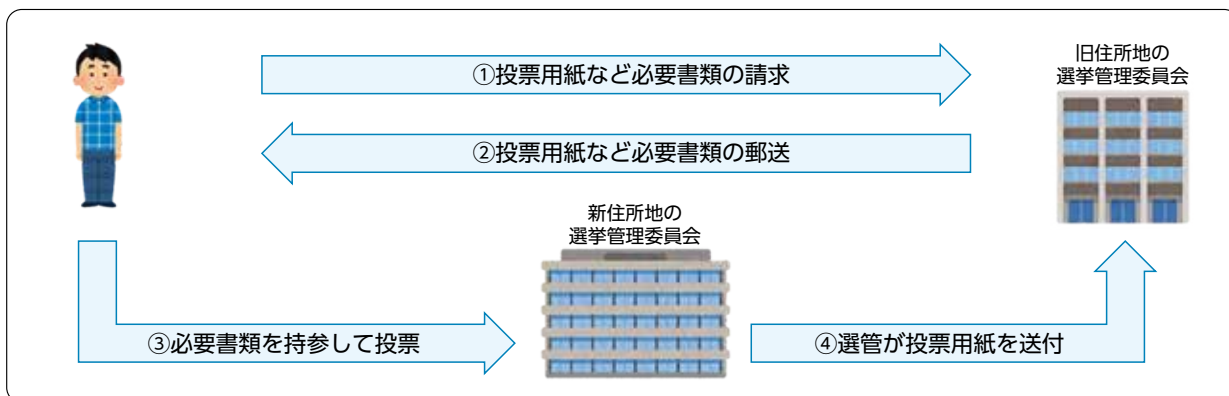 ①投票用紙など必要書類の請求
旧住所地の
選挙管理委員会
②投票用紙など必要書類の郵送
新住所地の
選挙管理委員会
③必要書類を持参して投票
④選管が投票用紙を送付